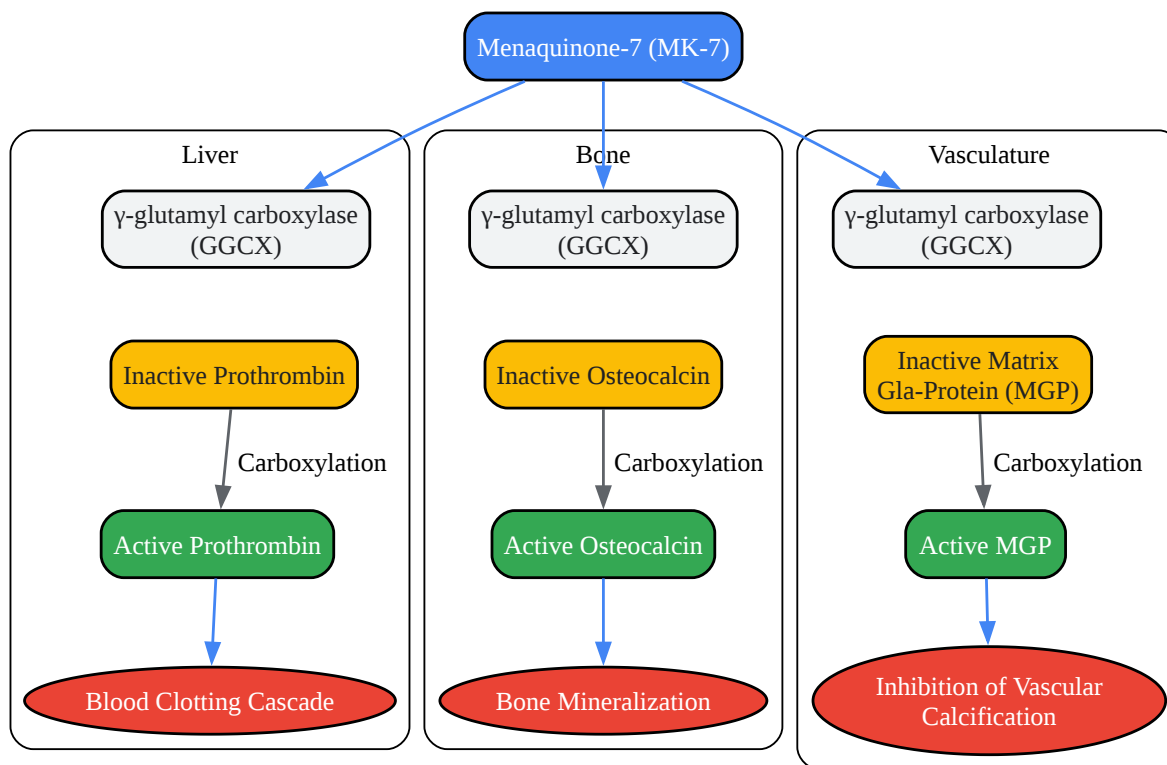 Menaquinone-7 (MK-7)
Liver
γ-glutamyl carboxylase
(GGCX)
Inactive Prothrombin
Carboxylation
Active Prothrombin
Blood Clotting Cascade
Bone
γ-glutamyl carboxylase
(GGCX)
Inactive Osteocalcin
Carboxylation
Active Osteocalcin
Bone Mineralization
Vasculature
γ-glutamyl carboxylase
(GGCX)
Inactive Matrix
Gla-Protein (MGP)
Carboxylation
Active MGP
Inhibition of Vascular
Calcification